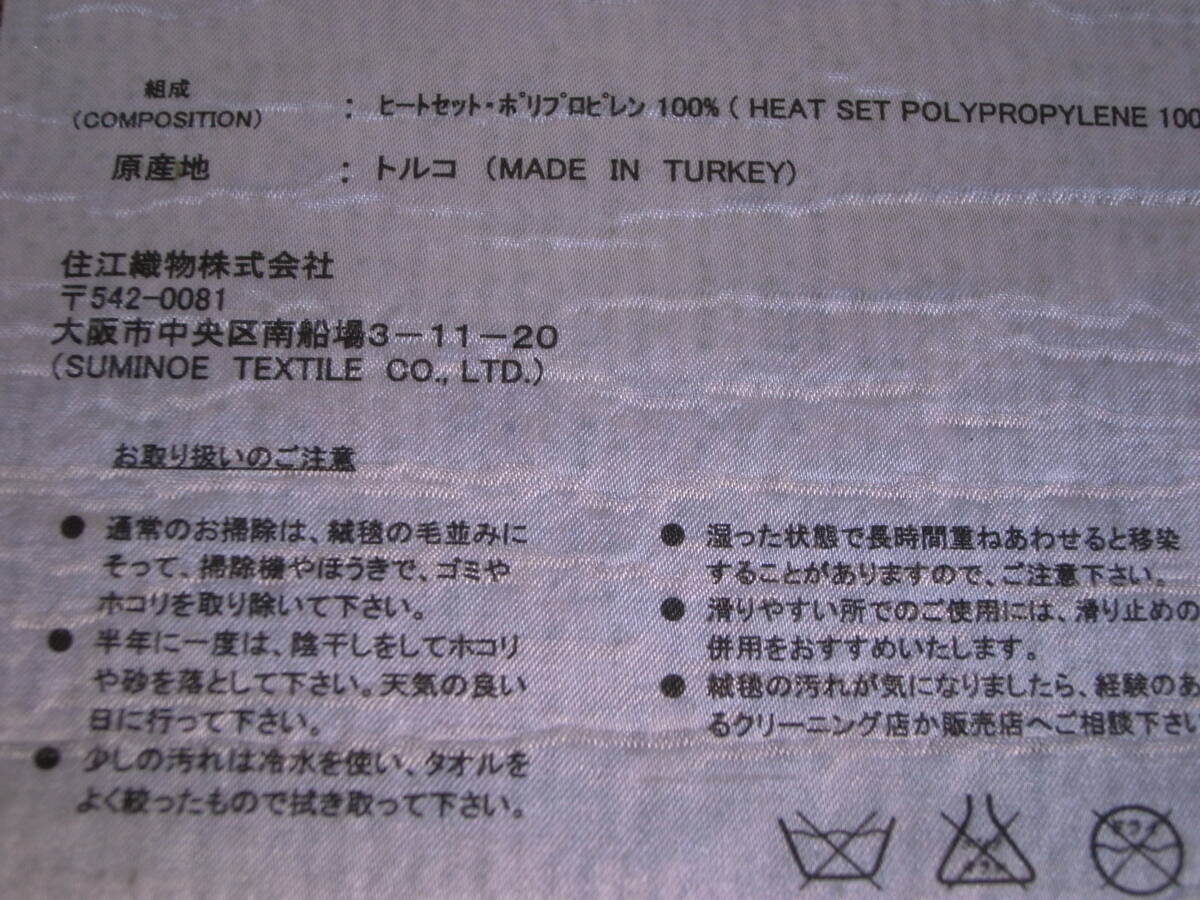 組成
(COMPOSITION)
: ヒートセット・ポリプロピレン 100% ( HEAT SET POLYPROPYLENE 100
原産地 : トルコ (MADE IN TURKEY)
住江織物株式会社
〒542-0081
大阪市中央区南船場3－11－20
(SUMINOE TEXTILE CO., LTD.)
お取り扱いのご注意
● 通常のお掃除は、絨毯の毛並みに
そって、掃除機やほうきで、ゴミや
ホコリを取り除いて下さい。
● 半年に一度は、陰干しをしてホコリ
や砂を落として下さい。天気の良い
日に行って下さい。
● 少しの汚れは冷水を使い、タオルを
よく絞ったもので拭き取って下さい。
● 湿った状態で長時間重ねあわせると移染
することがありますので、ご注意下さい。
● 滑りやすい所でのご使用には、滑り止めの
併用をおすすめいたします。
● 絨毯の汚れが気になりましたら、経験のあ
るクリーニング店か販売店へご相談下さい